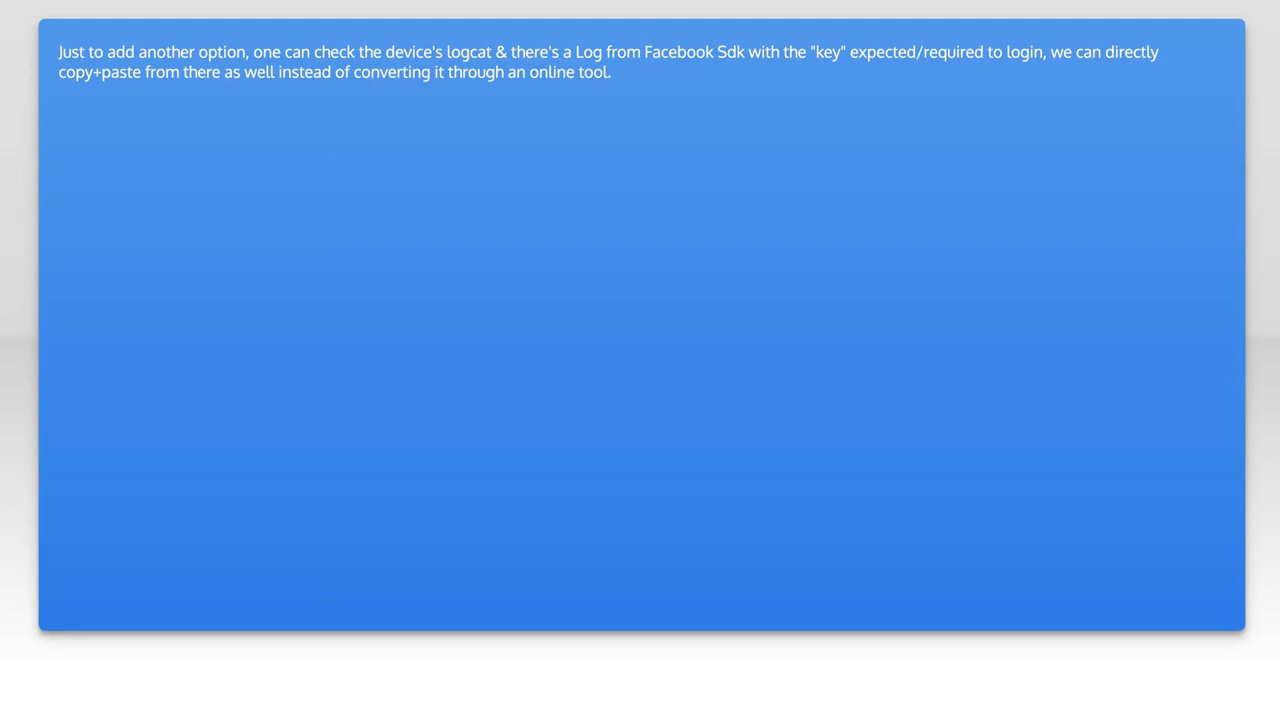 Just to add another option, one can check the device's logcat & there's a Log from Facebook Sdk with the "key" expected/required to login, we can directly
copy+paste from there as well instead of converting it through an online tool.